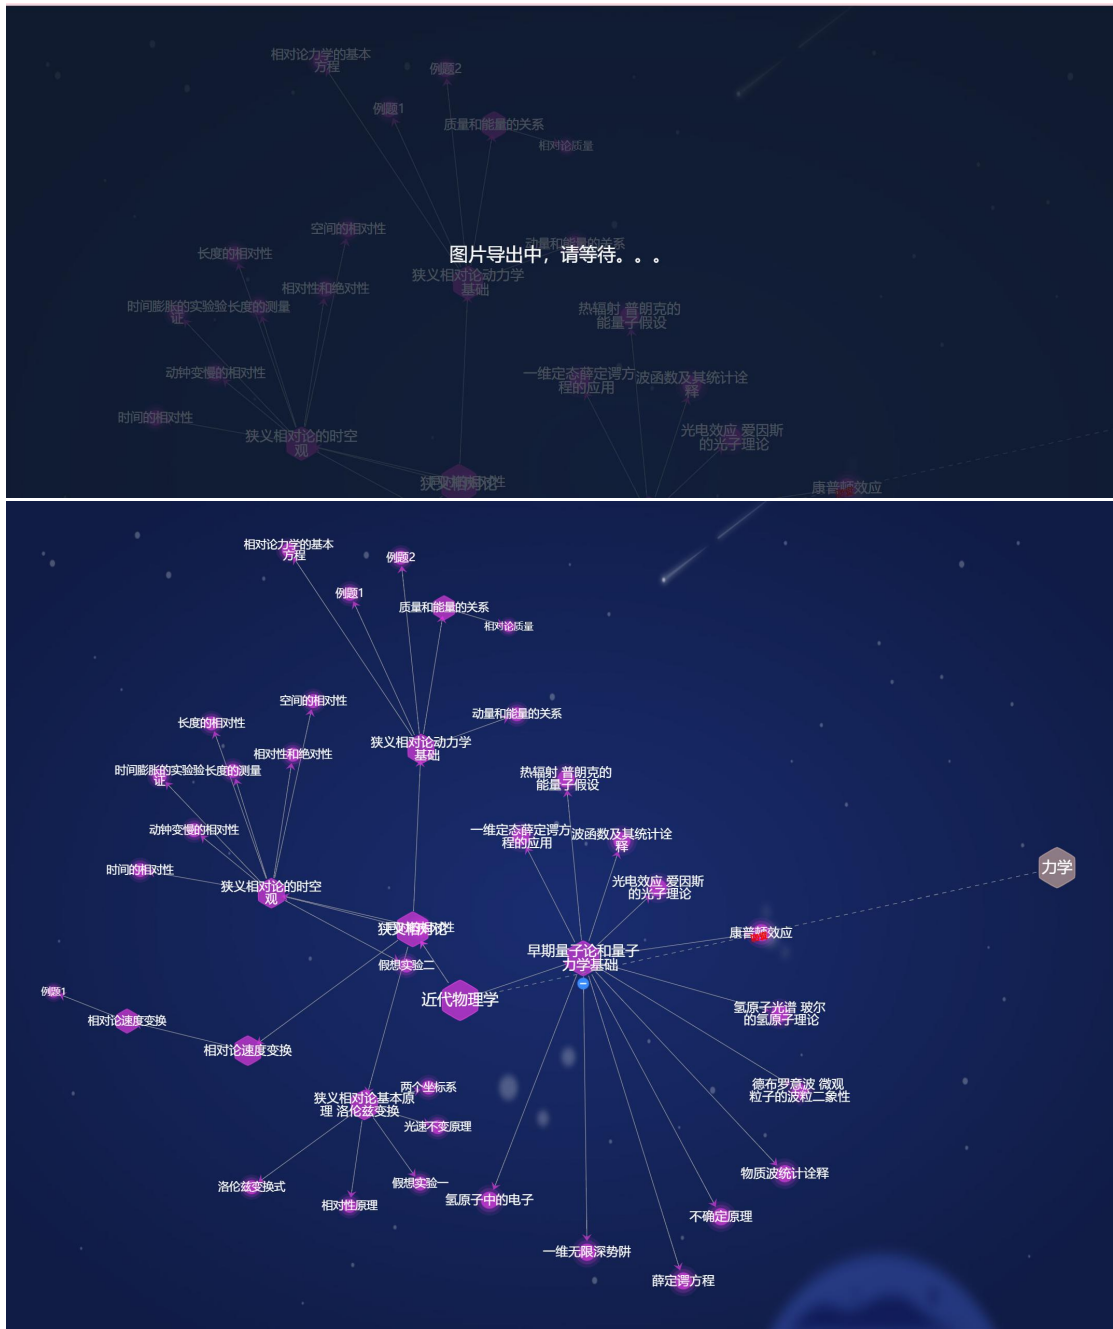 相对论力学的基本
方程
例题2
例题1
质量和能量的关系
相对论质量
空间的相对性
动量和能量的关系
长度的相对性
图片导出中，请等待。。。
狭义相对论动力学
基础
相对性和绝对性
时间膨胀的实验验
证
长度的测量
热辐射 普朗克的
能量子假设
动钟变慢的相对性
一维定态薛定谔方
程的应用
波函数及其统计诠
释
时间的相对性
光电效应 爱因斯
的光子理论
狭义相对论的时空
观
狭义相对论
康普顿效应
相对论力学的基本
方程
例题2
例题1
质量和能量的关系
相对论质量
空间的相对性
动量和能量的关系
长度的相对性
狭义相对论动力学
基础
相对性和绝对性
时间膨胀的实验验
证
长度的测量
热辐射 普朗克的
能量子假设
动钟变慢的相对性
一维定态薛定谔方
程的应用
波函数及其统计诠
释
时间的相对性
力学
狭义相对论的时空
观
光电效应 爱因斯
的光子理论
狭义相对论
康普顿效应
早期量子论和量子
力学基础
假想实验二
例题1
近代物理学
相对论速度变换
氢原子光谱 玻尔
的氢原子理论
相对论速度变换
两个坐标系
德布罗意波 微观
粒子的波粒二象性
狭义相对论基本原
理 洛伦兹变换
光速不变原理
物质波统计诠释
洛伦兹变换式
假想实验一
相对性原理
氢原子中的电子
不确定原理
一维无限深势阱
薛定谔方程